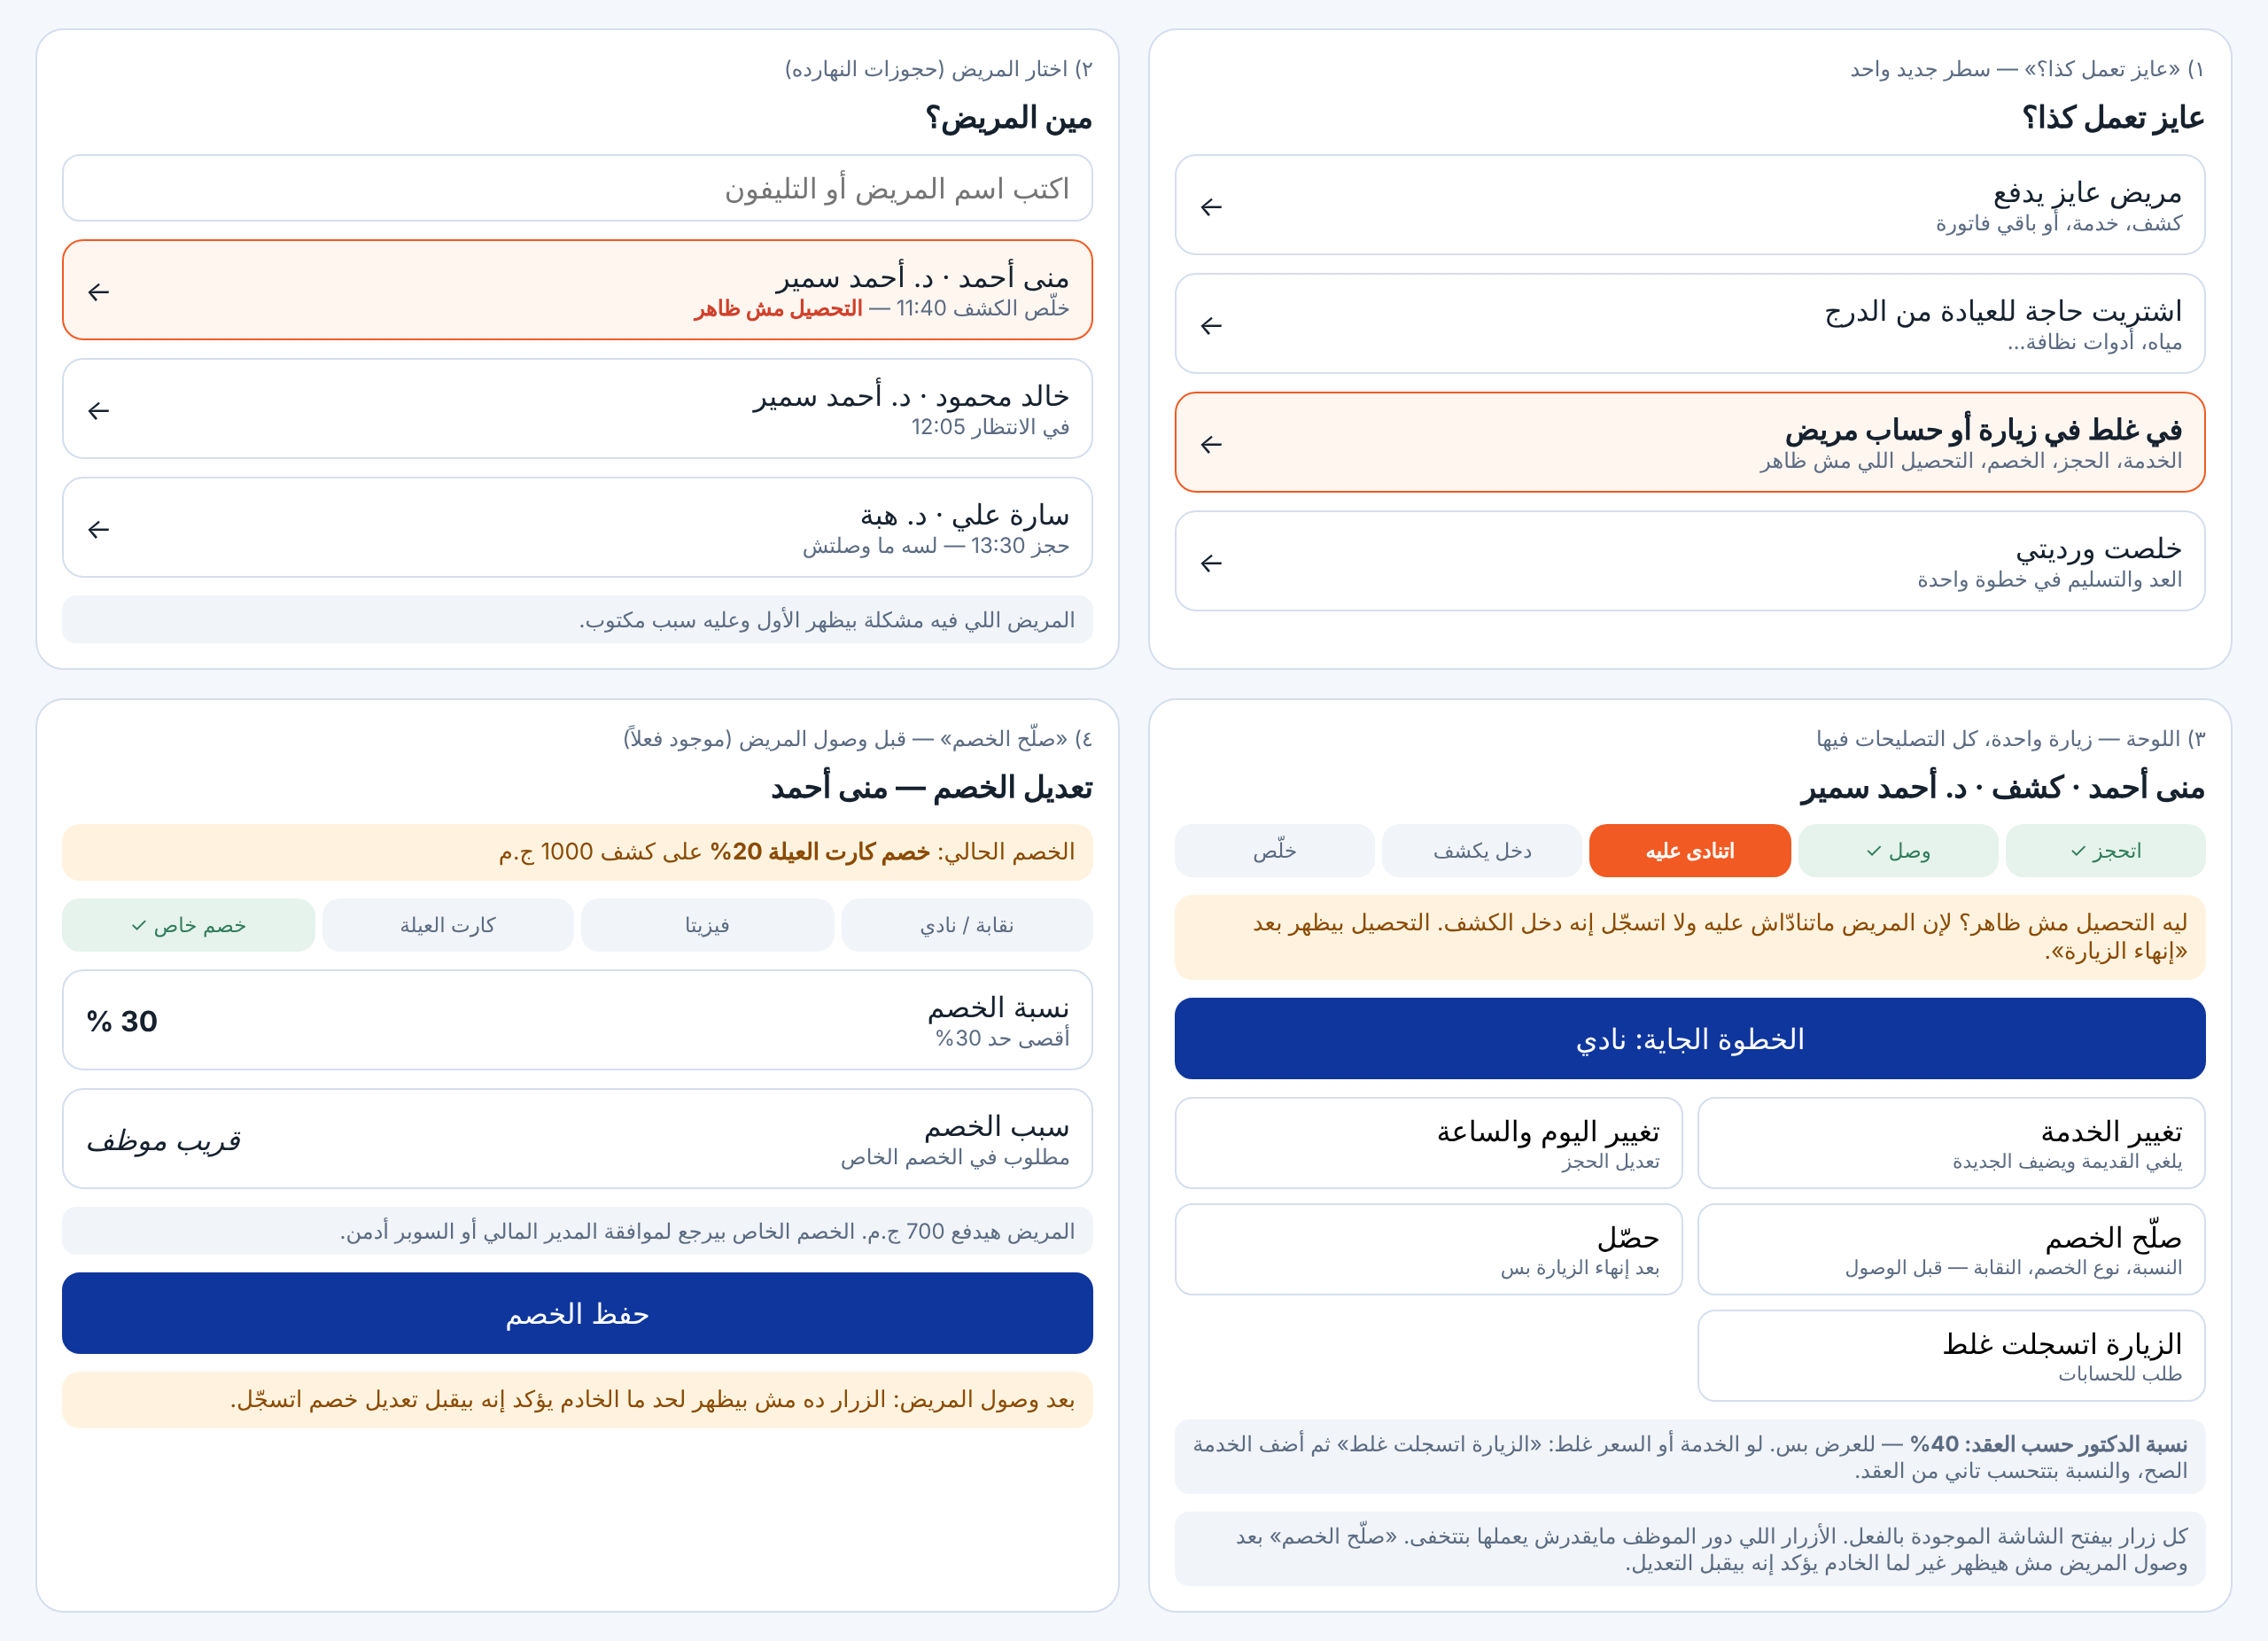 ١) «عايز تعمل كذا؟» — سطر جديد واحد
عايز تعمل كذا؟
مريض عايز يدفع
كشف، خدمة، أو باقي فاتورة
←
اشتريت حاجة للعيادة من الدرج
مياه، أدوات نظافة...
←
في غلط في زيارة أو حساب مريض
الخدمة، الحجز، الخصم، التحصيل اللي مش ظاهر
←
خلصت ورديتي
العد والتسليم في خطوة واحدة
←
٢) اختار المريض (حجوزات النهارده)
مين المريض؟
اكتب اسم المريض أو التليفون
منى أحمد · د. أحمد سمير
خلّص الكشف 11:40 — التحصيل مش ظاهر
←
خالد محمود · د. أحمد سمير
في الانتظار 12:05
←
سارة علي · د. هبة
حجز 13:30 — لسه ما وصلتش
←
المريض اللي فيه مشكلة بيظهر الأول وعليه سبب مكتوب.
٣) اللوحة — زيارة واحدة، كل التصليحات فيها
منى أحمد · كشف · د. أحمد سمير
اتحجز ✓
وصل ✓
اتنادى عليه
دخل يكشف
خلّص
ليه التحصيل مش ظاهر؟ لإن المريض ماتنادّاش عليه ولا اتسجّل إنه دخل الكشف. التحصيل بيظهر بعد
«إنهاء الزيارة».
الخطوة الجاية: نادي
تغيير الخدمة
يلغي القديمة ويضيف الجديدة
تغيير اليوم والساعة
تعديل الحجز
صلّح الخصم
النسبة، نوع الخصم، النقابة — قبل الوصول
حصّل
بعد إنهاء الزيارة بس
الزيارة اتسجلت غلط
طلب للحسابات
نسبة الدكتور حسب العقد: 40% — للعرض بس. لو الخدمة أو السعر غلط: «الزيارة اتسجلت غلط» ثم أضف الخدمة
الصح، والنسبة بتتحسب تاني من العقد.
كل زرار بيفتح الشاشة الموجودة بالفعل. الأزرار اللي دور الموظف مايقدرش يعملها بتتخفى. «صلّح الخصم» بعد
وصول المريض مش هيظهر غير لما الخادم يؤكد إنه بيقبل التعديل.
٤) «صلّح الخصم» — قبل وصول المريض (موجود فعلاً)
تعديل الخصم — منى أحمد
الخصم الحالي: خصم كارت العيلة 20% على كشف 1000 ج.م
نقابة / نادي
فيزيتا
كارت العيلة
خصم خاص ✓
نسبة الخصم
أقصى حد 30%
30 %
سبب الخصم
مطلوب في الخصم الخاص
قريب موظف
المريض هيدفع 700 ج.م. الخصم الخاص بيرجع لموافقة المدير المالي أو السوبر أدمن.
حفظ الخصم
بعد وصول المريض: الزرار ده مش بيظهر لحد ما الخادم يؤكد إنه بيقبل تعديل خصم اتسجّل.